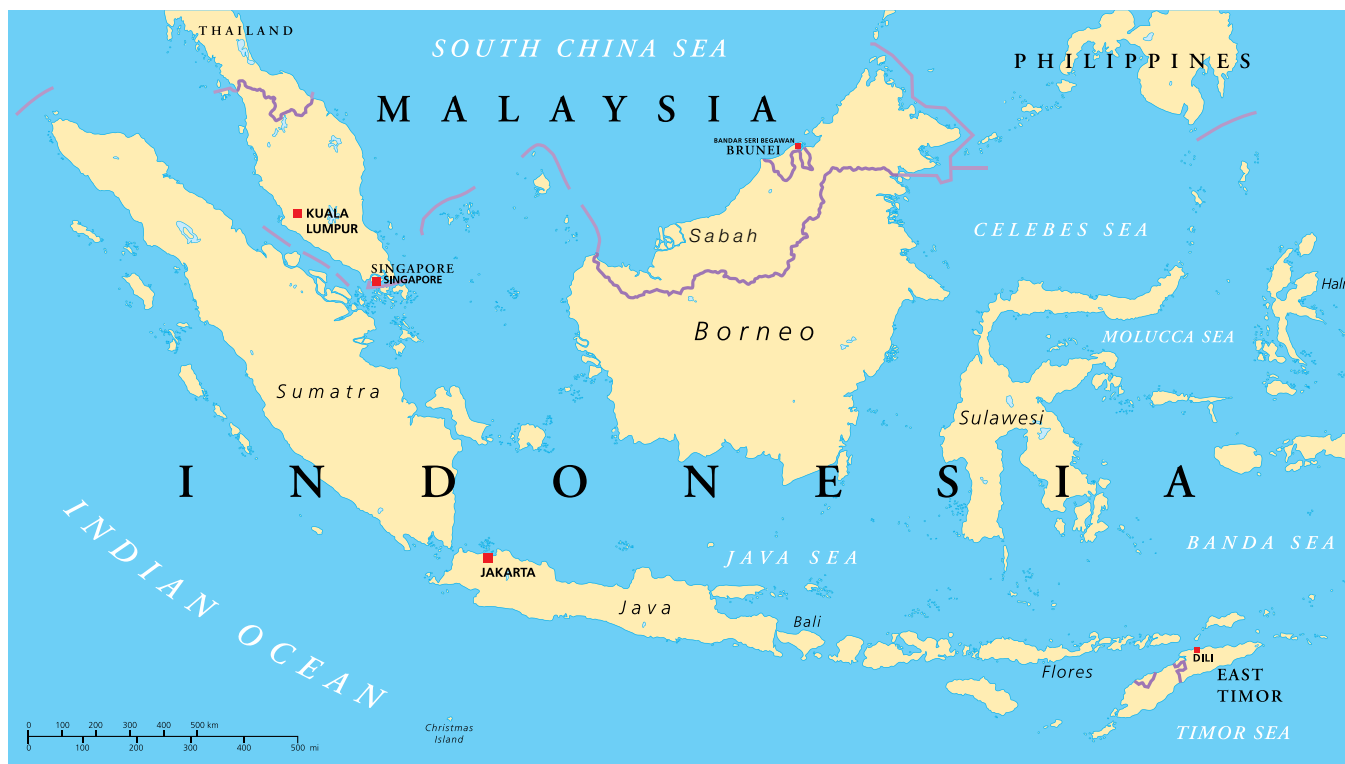 THAILAND
SOUTH CHINA SEA
PHILIPPINES
MALAYSIA
BANDAR SERI BEGAWAN
BRUNEI
KUALA
LUMPUR
Sabah
CELEBES SEA
SINGAPORE
SINGAPORE
Borneo
MOLUCCA SEA
Sumatra
Sulawesi
INDONESIA
INDIAN OCEAN
JAVA SEA
BANDA SEA
JAKARTA
Java
Bali
Flores
DILI
EAST
TIMOR
TIMOR SEA
Christmas
Island
0 100 200 300 400 500 km
0 100 200 300 400 500 mi